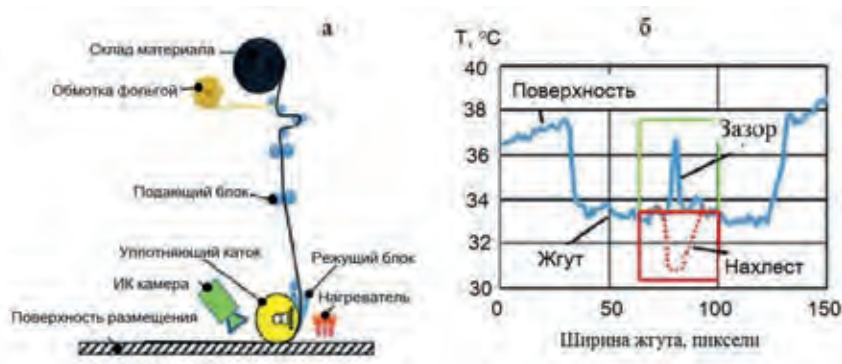 а
Склад материала
Обмотка фольгой
Подающий блок
Уплотняющий каток
Режущий блок
ИК камера
Нагреватель
Поверхность размещения
б
T, °C
40
38
36
34
32
30
0
50
100
150
Поверхность
Зазор
Жгут
Нахлест
Ширина жгута, пиксели